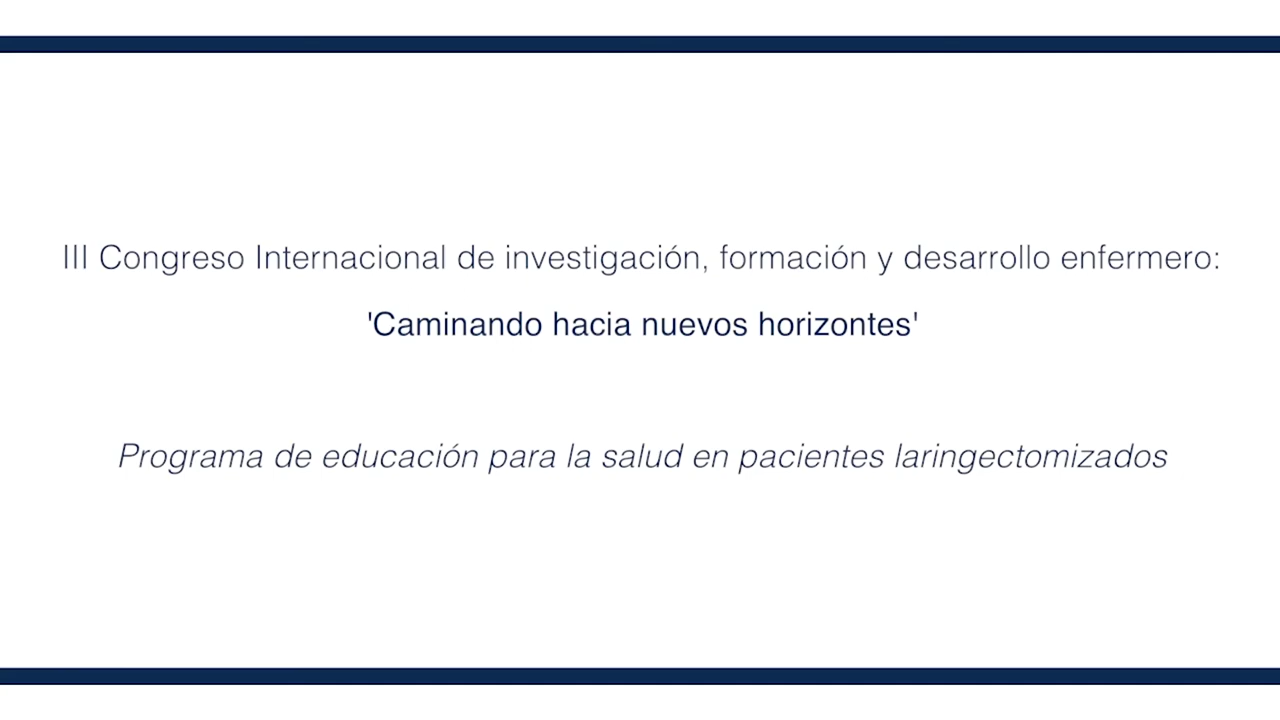 III Congreso Internacional de investigación, formación y desarrollo enfermero:
'Caminando hacia nuevos horizontes'
Programa de educación para la salud en pacientes laringectomizados